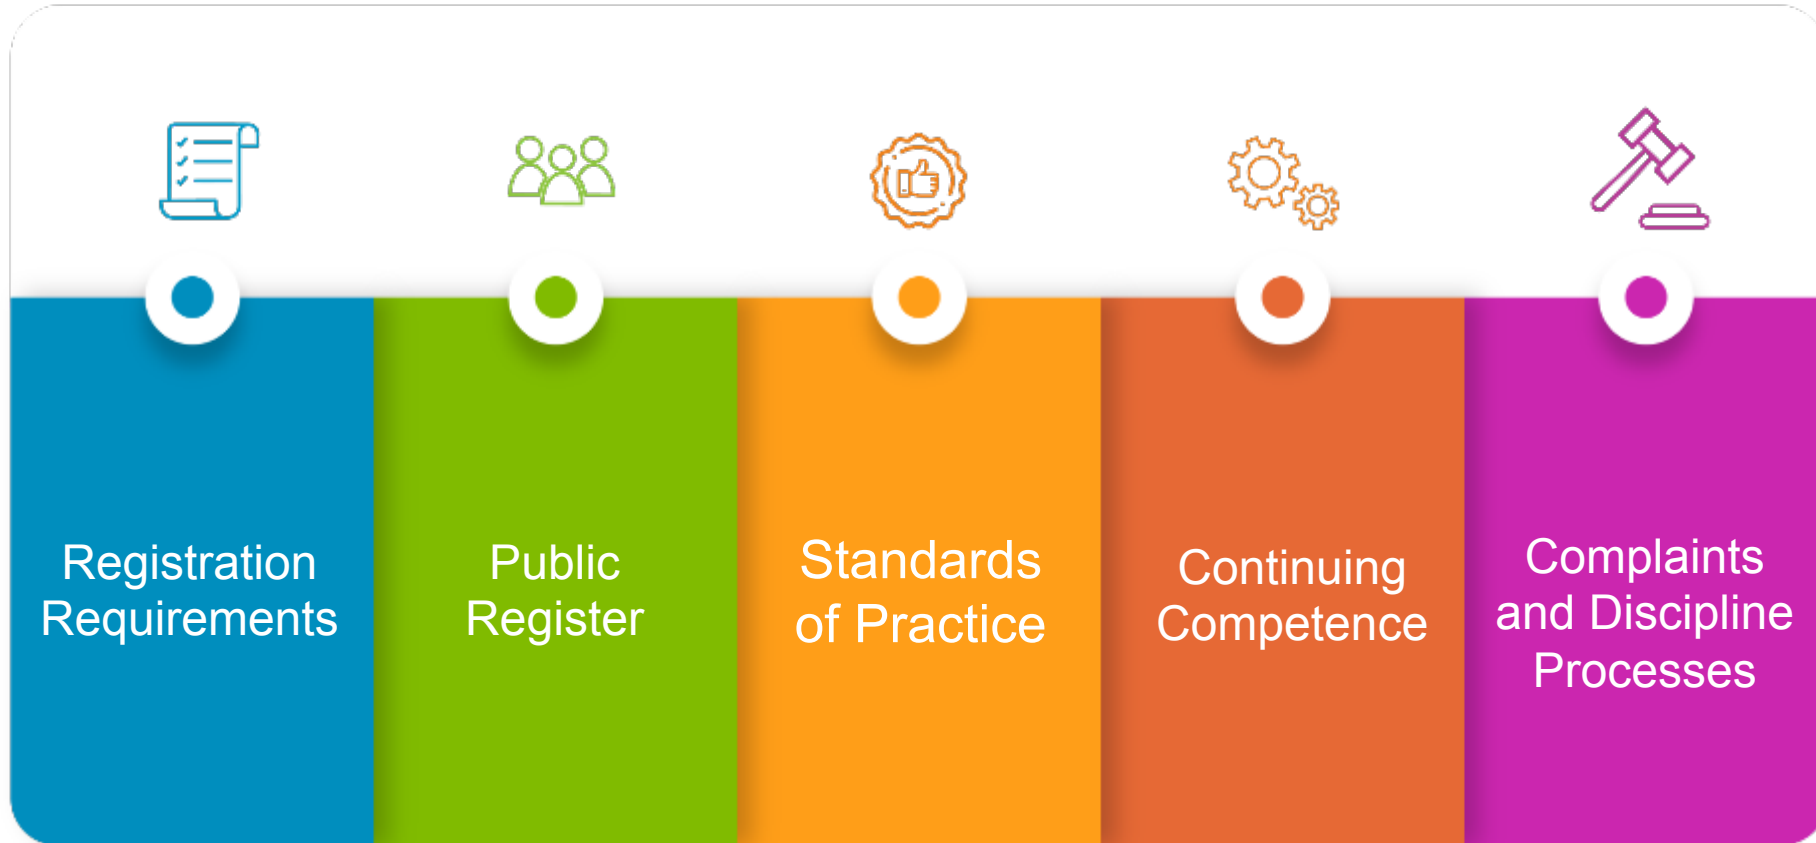 Registration
Requirements
Public
Register
Standards
of Practice
Continuing
Competence
Complaints
and Discipline
Processes